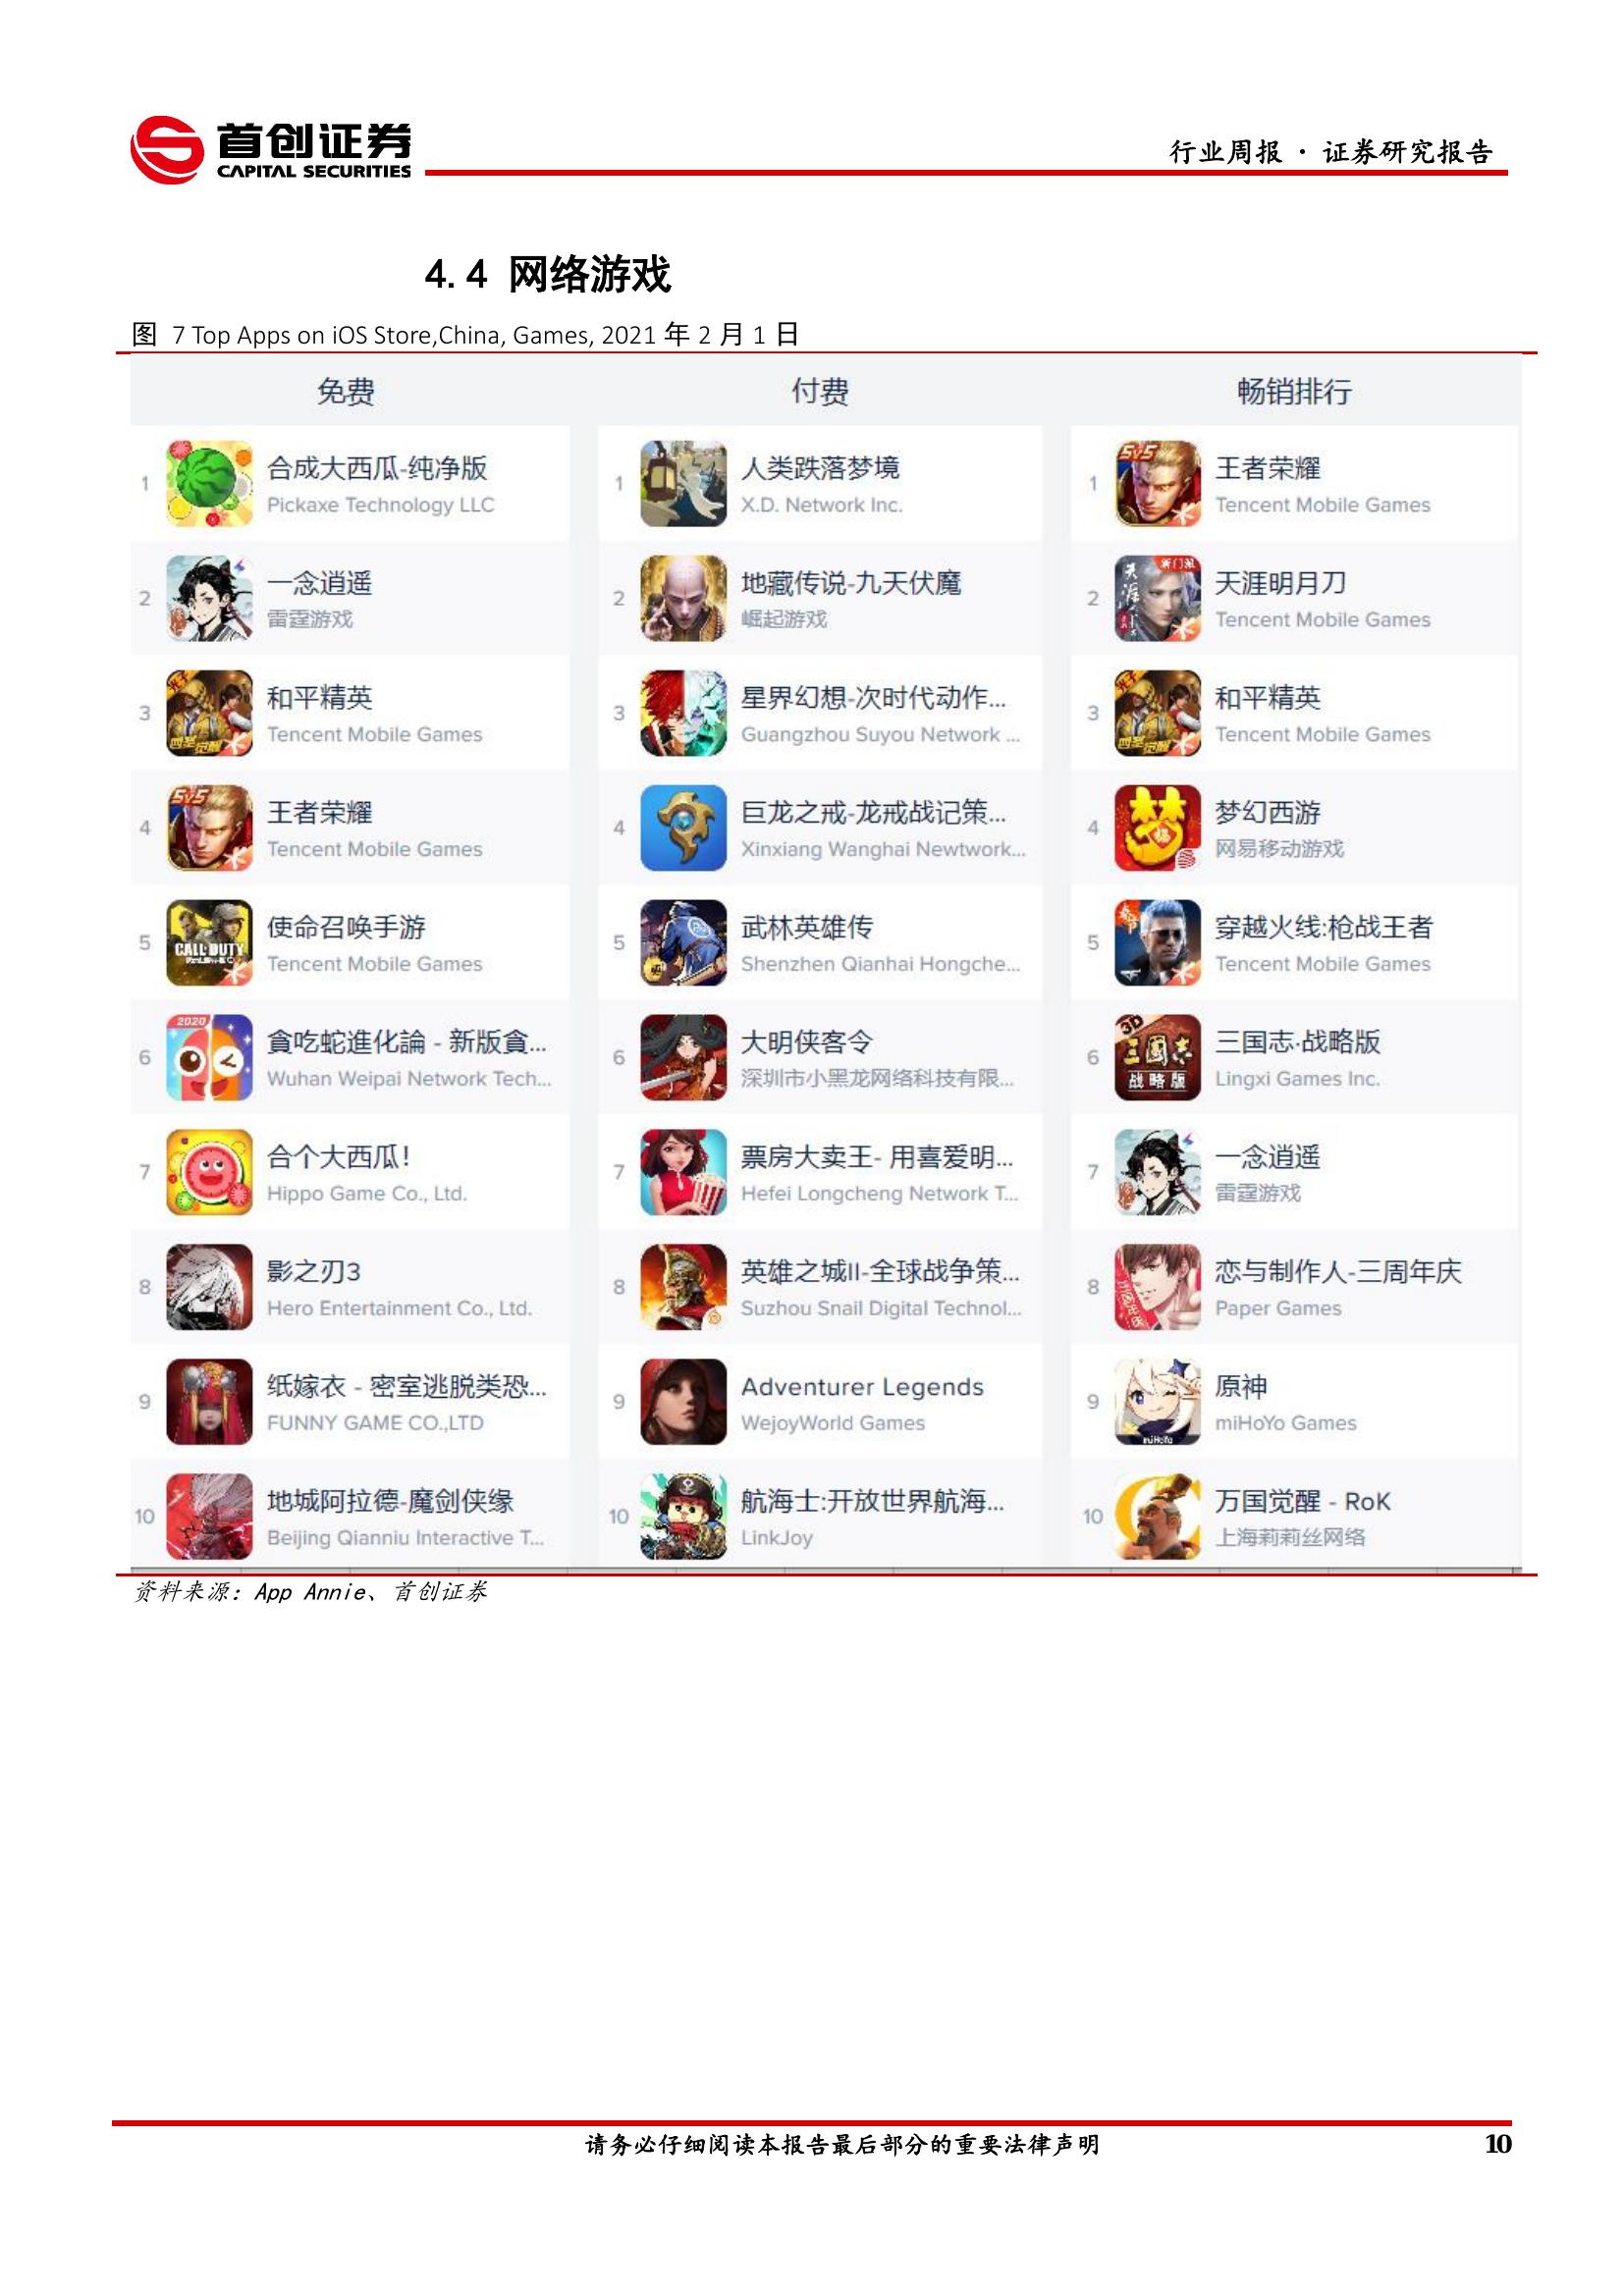 首创证券
CAPITAL SECURITIES
行业周报 · 证券研究报告
4.4 网络游戏
图 7 Top Apps on iOS Store,China, Games, 2021 年 2 月 1 日
免费
付费
畅销排行
1
合成大西瓜-纯净版
Pickaxe Technology LLC
1
人类跌落梦境
X.D. Network Inc.
1
5v5
王者荣耀
Tencent Mobile Games
2
一念逍遥
雷霆游戏
2
地藏传说-九天伏魔
崛起游戏
2
天涯明月刀
Tencent Mobile Games
3
和平精英
Tencent Mobile Games
3
星界幻想-次时代动作...
Guangzhou Suyou Network ...
3
和平精英
Tencent Mobile Games
4
5v5
王者荣耀
Tencent Mobile Games
4
巨龙之戒-龙戒战记策...
Xinxiang Wanghai Newtwork...
4
梦幻西游
网易移动游戏
5
CALL DUTY
使命召唤手游
Tencent Mobile Games
5
武林英雄传
Shenzhen Qianhai Hongche...
5
穿越火线:枪战王者
Tencent Mobile Games
6
2020
貪吃蛇進化論 - 新版貪...
Wuhan Weipai Network Tech...
6
大明侠客令
深圳市小黑龙网络科技有限...
6
3D
三国志
战略版
三国志·战略版
Lingxi Games Inc.
7
合个大西瓜！
Hippo Game Co., Ltd.
7
票房大卖王- 用喜爱明...
Hefei Longcheng Network T...
7
一念逍遥
雷霆游戏
8
影之刃3
Hero Entertainment Co., Ltd.
8
英雄之城II-全球战争策...
Suzhou Snail Digital Technol...
8
恋与制作人-三周年庆
Paper Games
9
纸嫁衣 - 密室逃脱类恐...
FUNNY GAME CO.,LTD
9
Adventurer Legends
WejoyWorld Games
9
miHoYo
原神
miHoYo Games
10
地城阿拉德-魔剑侠缘
Beijing Qianniu Interactive T...
10
航海士:开放世界航海...
LinkJoy
10
万国觉醒 - RoK
上海莉莉丝网络
资料来源：App Annie、首创证券
请务必仔细阅读本报告最后部分的重要法律声明
10